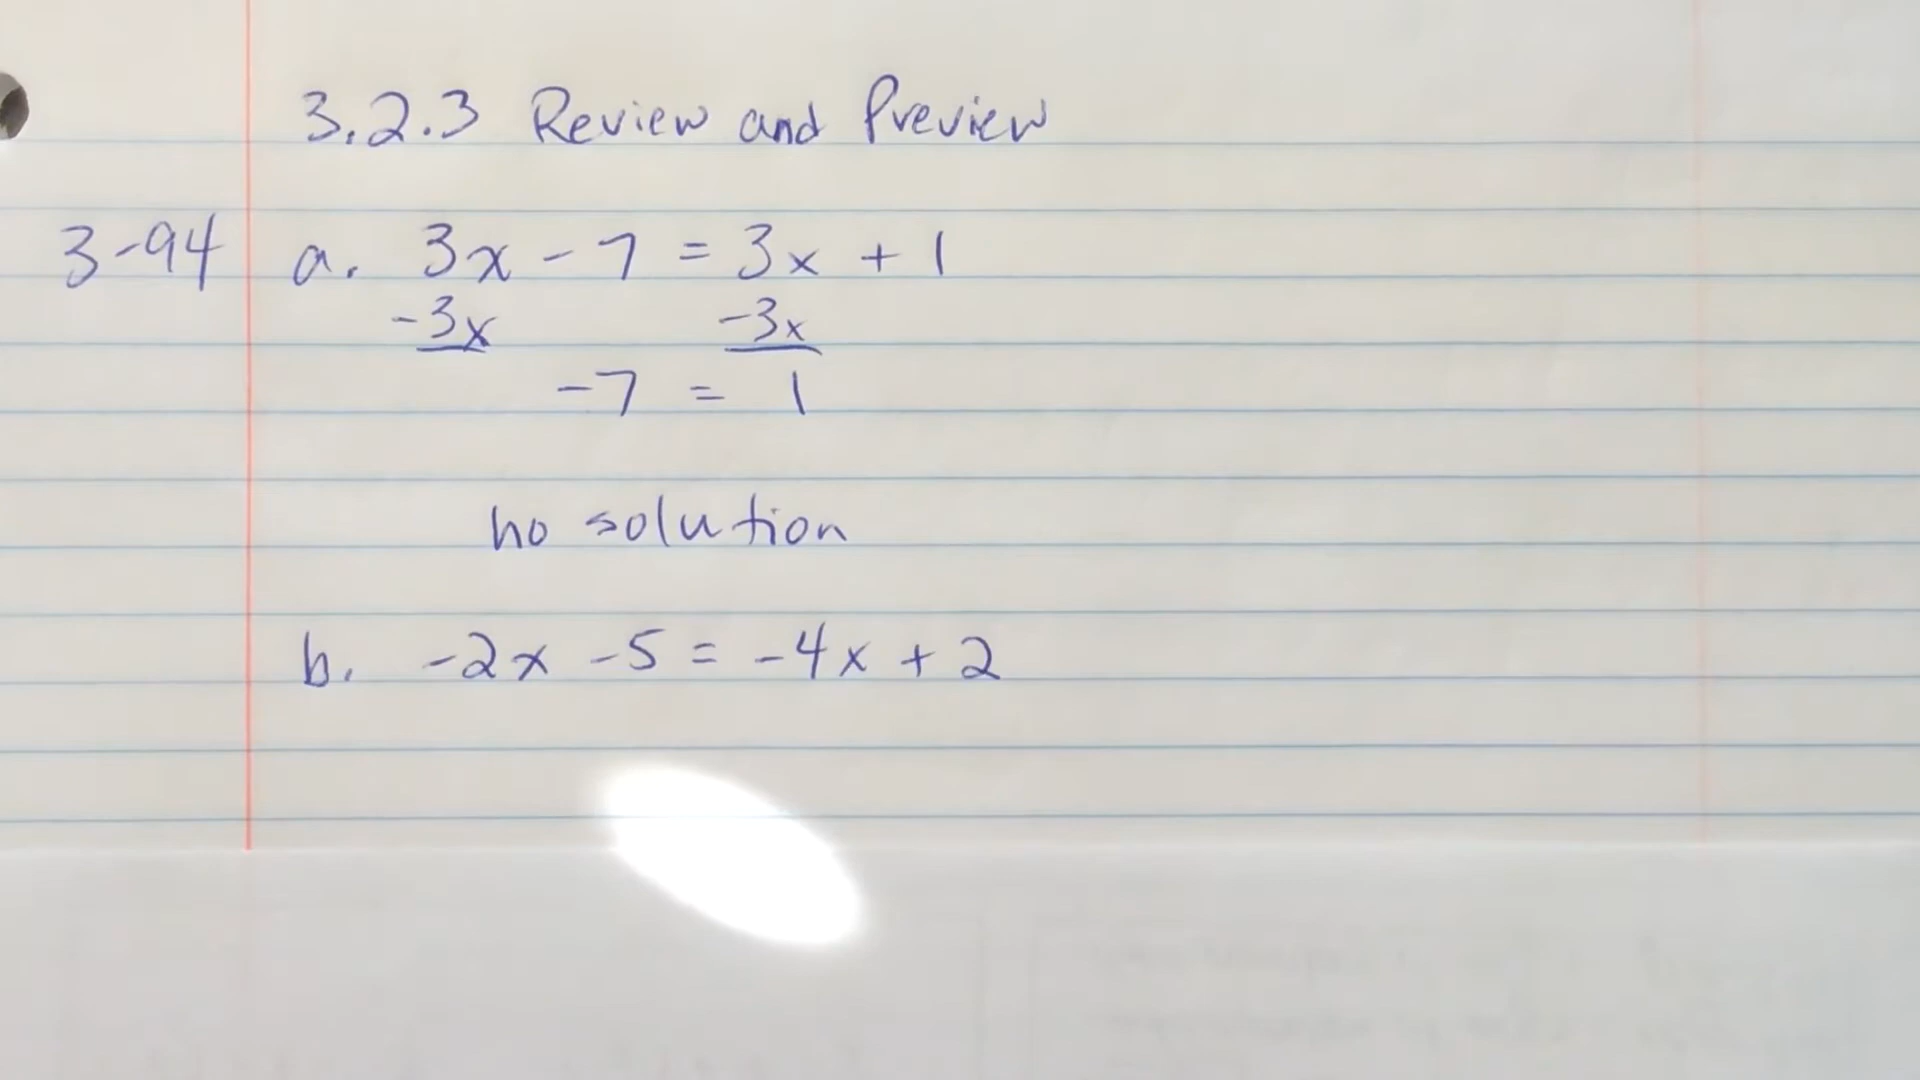 3.2.3 Review and Preview
3-94 a. 3x - 7 = 3x + 1
-3x -3x
-7 = 1
no solution
b. -2x - 5 = -4x + 2